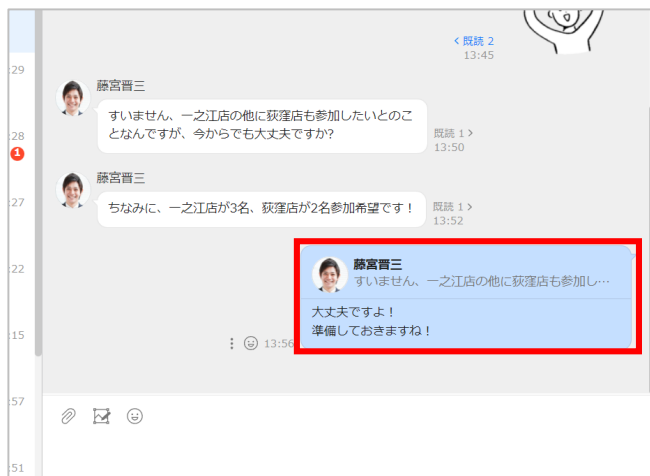 < 既読 2
13:45
:29
藤宮晋三
すいません、一之江店の他に荻窪店も参加したいとのこ
とになんですが、今からでも大丈夫ですか?
既読 1 >
13:50
:28
1
藤宮晋三
:27
ちなみに、一之江店が3名、荻窪店が2名参加希望です！
既読 1 >
13:52
藤宮晋三
:22
すいません、一之江店の他に荻窪店も参加し…
大丈夫ですよ！
準備しておきますね！
:15
13:56
:57
:51